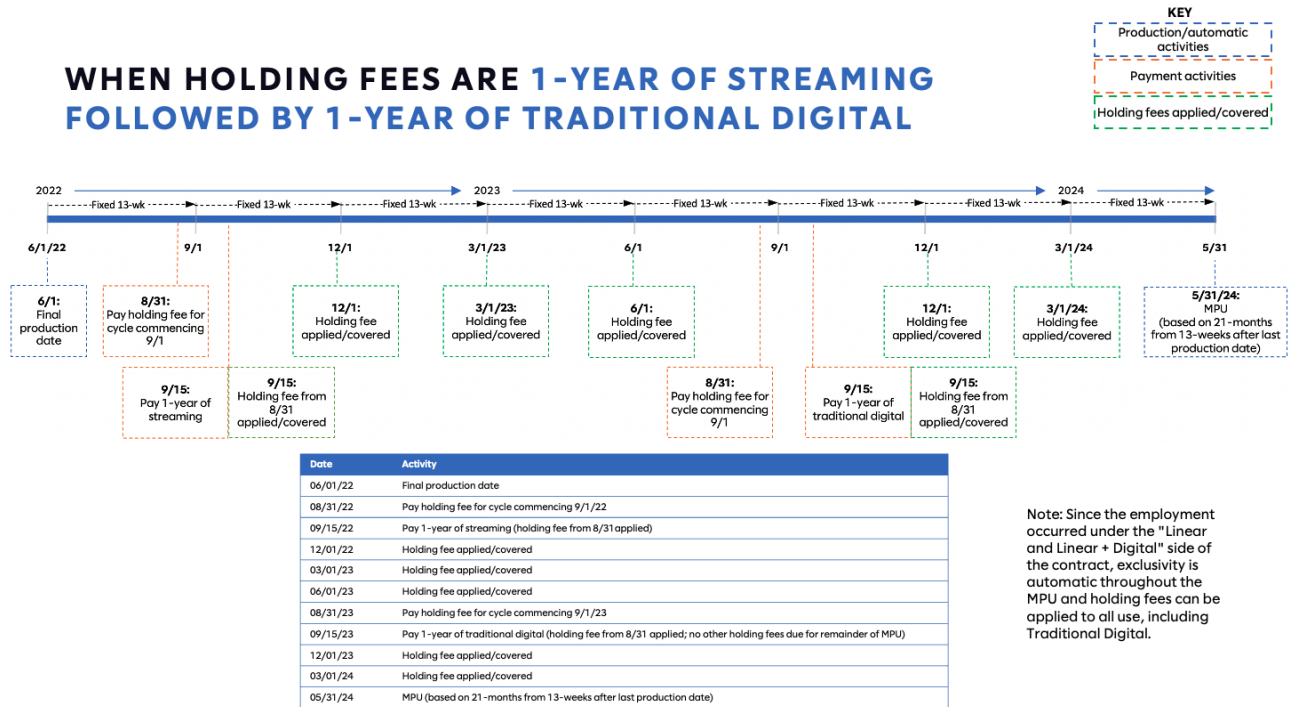 KEY
Production/automatic
activities
Payment activities
Holding fees applied/covered
WHEN HOLDING FEES ARE 1-YEAR OF STREAMING
FOLLOWED BY 1-YEAR OF TRADITIONAL DIGITAL
2022 2023 2024
Fixed 13-wk Fixed 13-wk Fixed 13-wk Fixed 13-wk Fixed 13-wk Fixed 13-wk Fixed 13-wk Fixed 13-wk
6/1/22 9/1 12/1 3/1/23 6/1 9/1 12/1 3/1/24 5/31
6/1:
Final
production
date
8/31:
Pay holding fee for
cycle commencing
9/1
12/1:
Holding fee
applied/covered
3/1/23:
Holding fee
applied/covered
6/1:
Holding fee
applied/covered
12/1:
Holding fee
applied/covered
3/1/24:
Holding fee
applied/covered
5/31/24:
MPU
(based on 21-months
from 13-weeks after last
production date)
9/15:
Pay 1-year of
streaming
9/15:
Holding fee from
8/31
applied/covered
8/31:
Pay holding fee for
cycle commencing
9/1
9/15:
Pay 1-year of
traditional digital
9/15:
Holding fee from
8/31
applied/covered
Date Activity
06/01/22 Final production date
08/31/22 Pay holding fee for cycle commencing 9/1/22
09/15/22 Pay 1-year of streaming (holding fee from 8/31 applied)
12/01/22 Holding fee applied/covered
03/01/23 Holding fee applied/covered
06/01/23 Holding fee applied/covered
08/31/23 Pay holding fee for cycle commencing 9/1/23
09/15/23 Pay 1-year of traditional digital (holding fee from 8/31 applied; no other holding fees due for remainder of MPU)
12/01/23 Holding fee applied/covered
03/01/24 Holding fee applied/covered
05/31/24 MPU (based on 21-months from 13-weeks after last production date)
Note: Since the employment
occurred under the "Linear
and Linear + Digital" side of
the contract, exclusivity is
automatic throughout the
MPU and holding fees can be
applied to all use, including
Traditional Digital.